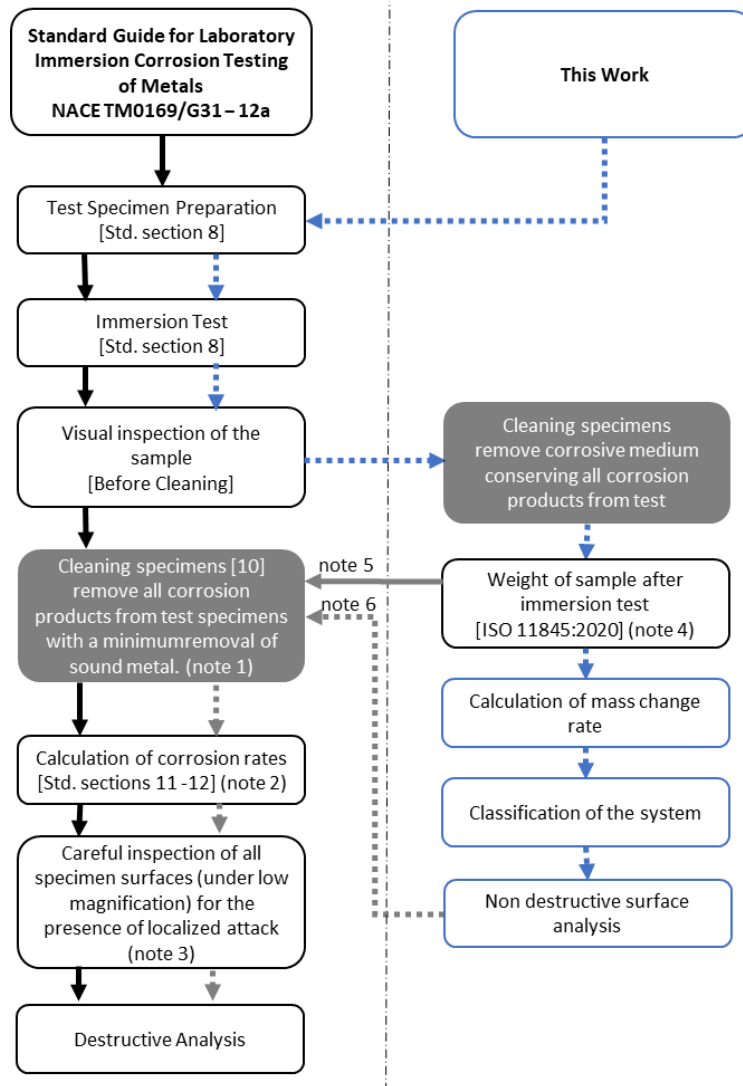 Standard Guide for Laboratory
Immersion Corrosion Testing
of Metals
NACE TM0169/G31 – 12a
This Work
Test Specimen Preparation
[Std. section 8]
Immersion Test
[Std. section 8]
Visual inspection of the
sample
[Before Cleaning]
Cleaning specimens
remove corrosive medium
conserving all corrosion
products from test
Cleaning specimens [10]
remove all corrosion
products from test specimens
with a minimumremoval of
sound metal. (note 1)
note 5
note 6
Weight of sample after
immersion test
[ISO 11845:2020] (note 4)
Calculation of mass change
rate
Calculation of corrosion rates
[Std. sections 11 -12] (note 2)
Classification of the system
Careful inspection of all
specimen surfaces (under low
magnification) for the
presence of localized attack
(note 3)
Non destructive surface
analysis
Destructive Analysis